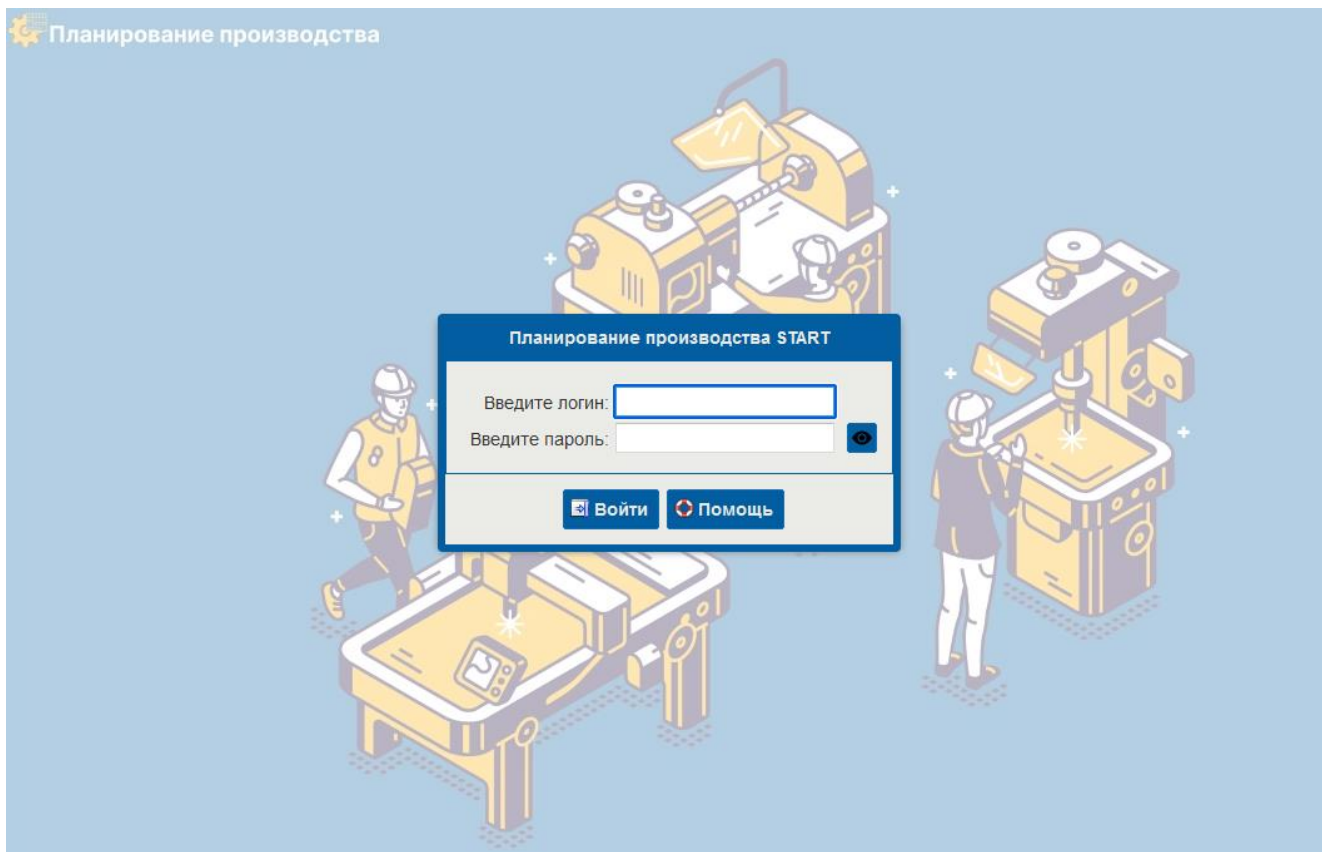 Планирование производства
Планирование производства START
Введите логин:
Введите пароль:
Войти
Помощь